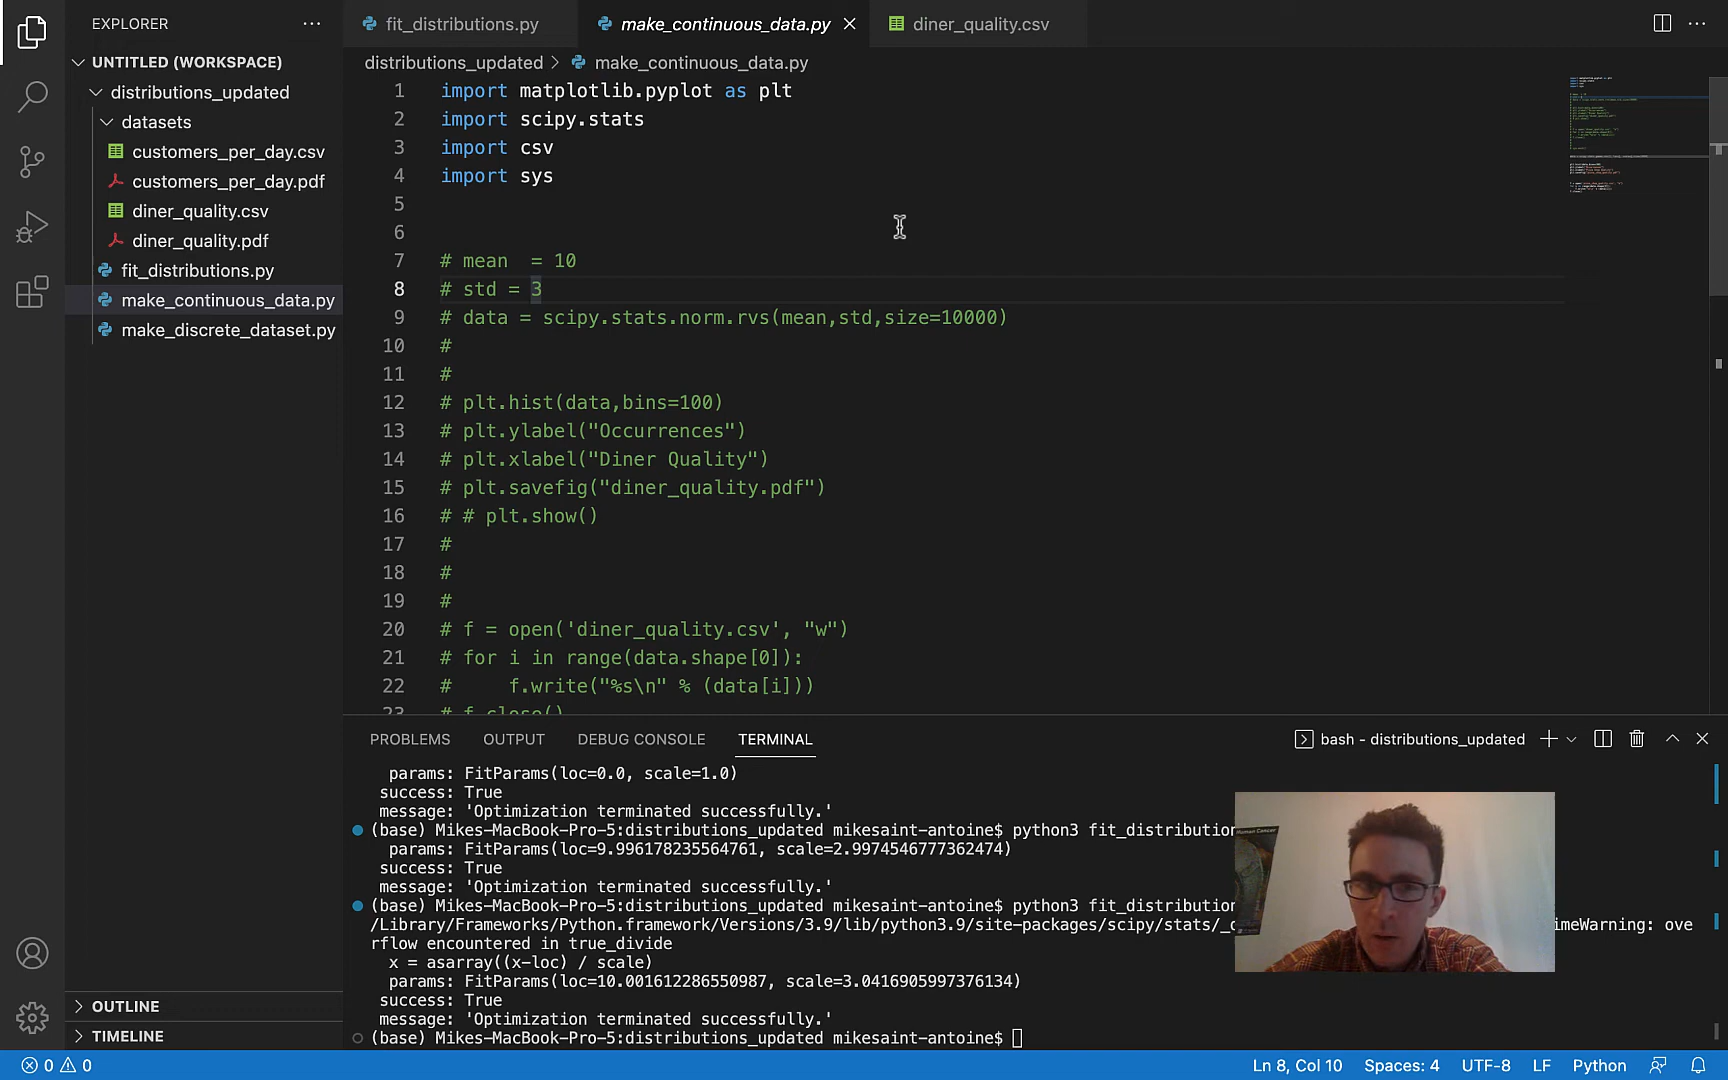 EXPLORER
UNTITLED (WORKSPACE)
distributions_updated
datasets
customers_per_day.csv
customers_per_day.pdf
diner_quality.csv
diner_quality.pdf
fit_distributions.py
make_continuous_data.py
make_discrete_dataset.py
OUTLINE
TIMELINE
fit_distributions.py
make_continuous_data.py
diner_quality.csv
distributions_updated > make_continuous_data.py
1 import matplotlib.pyplot as plt
2 import scipy.stats
3 import csv
4 import sys
5
6
7 # mean  = 10
8 # std = 3
9 # data = scipy.stats.norm.rvs(mean,std,size=10000)
10 #
11 #
12 # plt.hist(data,bins=100)
13 # plt.ylabel("Occurrences")
14 # plt.xlabel("Diner Quality")
15 # plt.savefig("diner_quality.pdf")
16 # # plt.show()
17 #
18 #
19 #
20 # f = open('diner_quality.csv', "w")
21 # for i in range(data.shape[0]):
22 #     f.write("%s\n" % (data[i]))
23 # f.close()
PROBLEMS OUTPUT DEBUG CONSOLE TERMINAL
bash - distributions_updated
params: FitParams(loc=0.0, scale=1.0)
success: True
message: 'Optimization terminated successfully.'
(base) Mikes-MacBook-Pro-5:distributions_updated mikesaint-antoine$ python3 fit_distribution
params: FitParams(loc=9.996178235564761, scale=2.9974546777362474)
success: True
message: 'Optimization terminated successfully.'
(base) Mikes-MacBook-Pro-5:distributions_updated mikesaint-antoine$ python3 fit_distribution
/Library/Frameworks/Python.framework/Versions/3.9/lib/python3.9/site-packages/scipy/stats/_ imeWarning: ove
rflow encountered in true_divide
x = asarray((x-loc) / scale)
params: FitParams(loc=10.001612286550987, scale=3.0416905997376134)
success: True
message: 'Optimization terminated successfully.'
(base) Mikes-MacBook-Pro-5:distributions_updated mikesaint-antoine$
Human Cancer
0 0
Ln 8, Col 10 Spaces: 4 UTF-8 LF Python